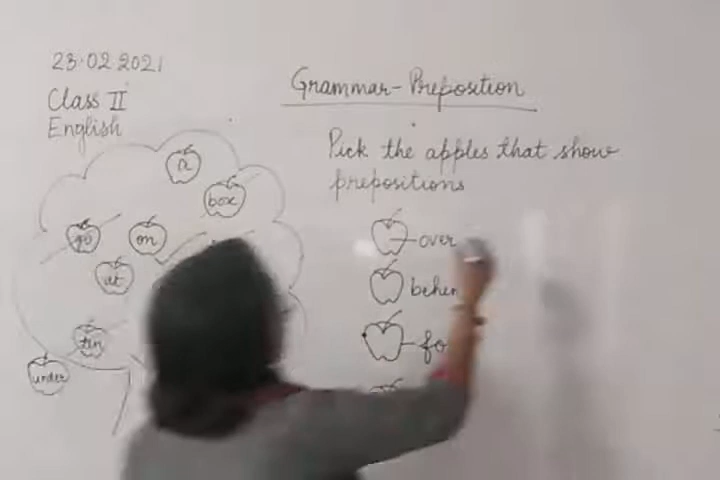 23.02.2021
Class II
English
Grammar-Preposition
Pick the apples that show
prepositions
a
box
go
on
at
tin
under
over